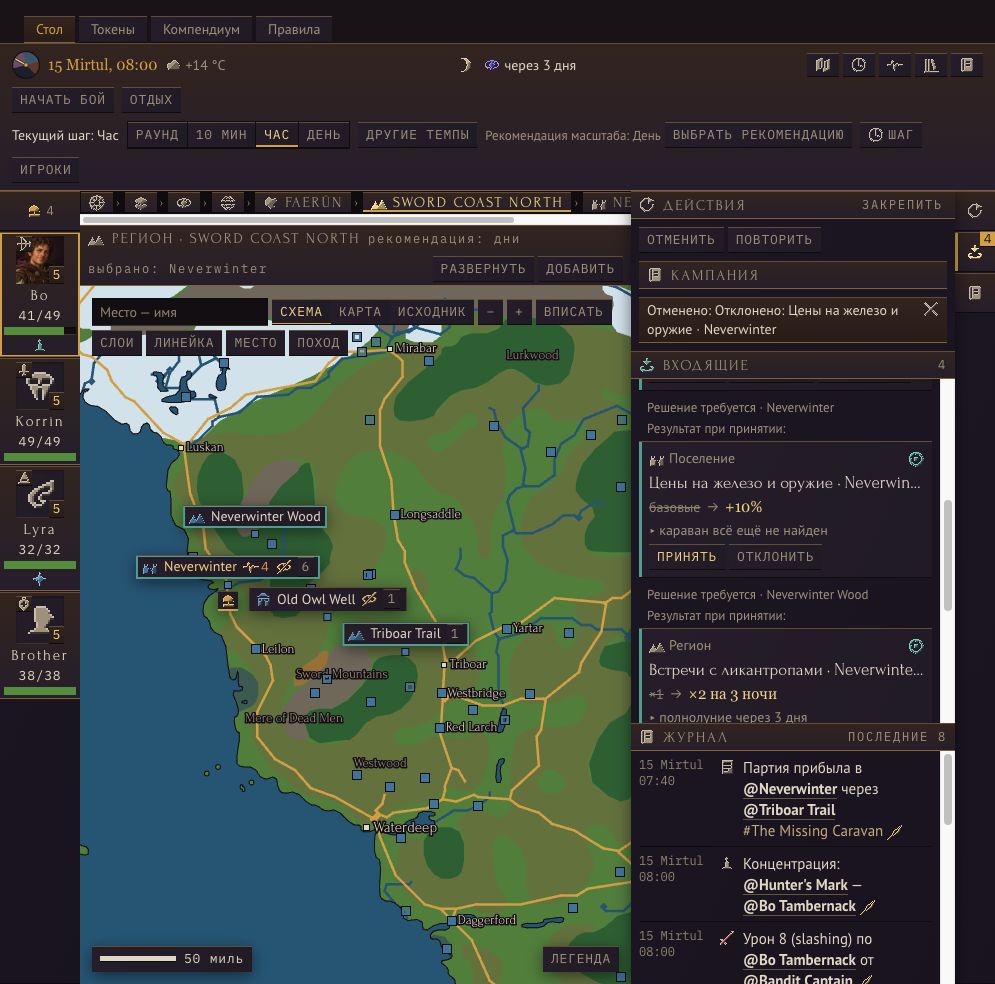 Стол
Токены
Компендиум
Правила
15 Mirtul, 08:00
+14 °C
через 3 дня
НАЧАТЬ БОЙ
ОТДЫХ
Текущий шаг: Час
РАУНД
10 МИН
ЧАС
ДЕНЬ
ДРУГИЕ ТЕМПЫ
Рекомендация масштаба: День
ВЫБРАТЬ РЕКОМЕНДАЦИЮ
ШАГ
ИГРОКИ
4
FAERÛN
SWORD COAST NORTH
NE
РЕГИОН · SWORD COAST NORTH рекомендация: дни
выбрано: Neverwinter
РАЗВЕРНУТЬ
ДОБАВИТЬ
Место — имя
СХЕМА
КАРТА
ИСХОДНИК
−
+
ВПИСАТЬ
СЛОИ
ЛИНЕЙКА
МЕСТО
ПОХОД
5
Bo
41/49
5
Korrin
49/49
5
Lyra
32/32
5
Brother
38/38
Mirabar
Lurkwood
Luskan
Longsaddle
Neverwinter Wood
Neverwinter 4 6
Old Owl Well 1
Triboar Trail 1
Yartar
Leilon
Triboar
Sword Mountains
Westbridge
Mere of Dead Men
Red Larch
Westwood
Waterdeep
Daggerford
50 миль
ЛЕГЕНДА
ДЕЙСТВИЯ
ЗАКРЕПИТЬ
ОТМЕНИТЬ
ПОВТОРИТЬ
КАМПАНИЯ
Отменено: Отклонено: Цены на железо и
оружие · Neverwinter
ВХОДЯЩИЕ
4
Решение требуется · Neverwinter
Результат при принятии:
Поселение
Цены на железо и оружие · Neverwin...
базовые → +10%
‣ караван всё ещё не найден
ПРИНЯТЬ
ОТКЛОНИТЬ
Решение требуется · Neverwinter Wood
Результат при принятии:
Регион
Встречи с ликантропами · Neverwinte...
×1 → ×2 на 3 ночи
‣ полнолуние через 3 дня
ЖУРНАЛ
ПОСЛЕДНИЕ 8
15 Mirtul
07:40
Партия прибыла в
@Neverwinter через
@Triboar Trail
#The Missing Caravan
15 Mirtul
08:00
Концентрация:
@Hunter's Mark —
@Bo Tambernack
15 Mirtul
08:00
Урон 8 (slashing) по
@Bo Tambernack от
@Bandit Captain
4